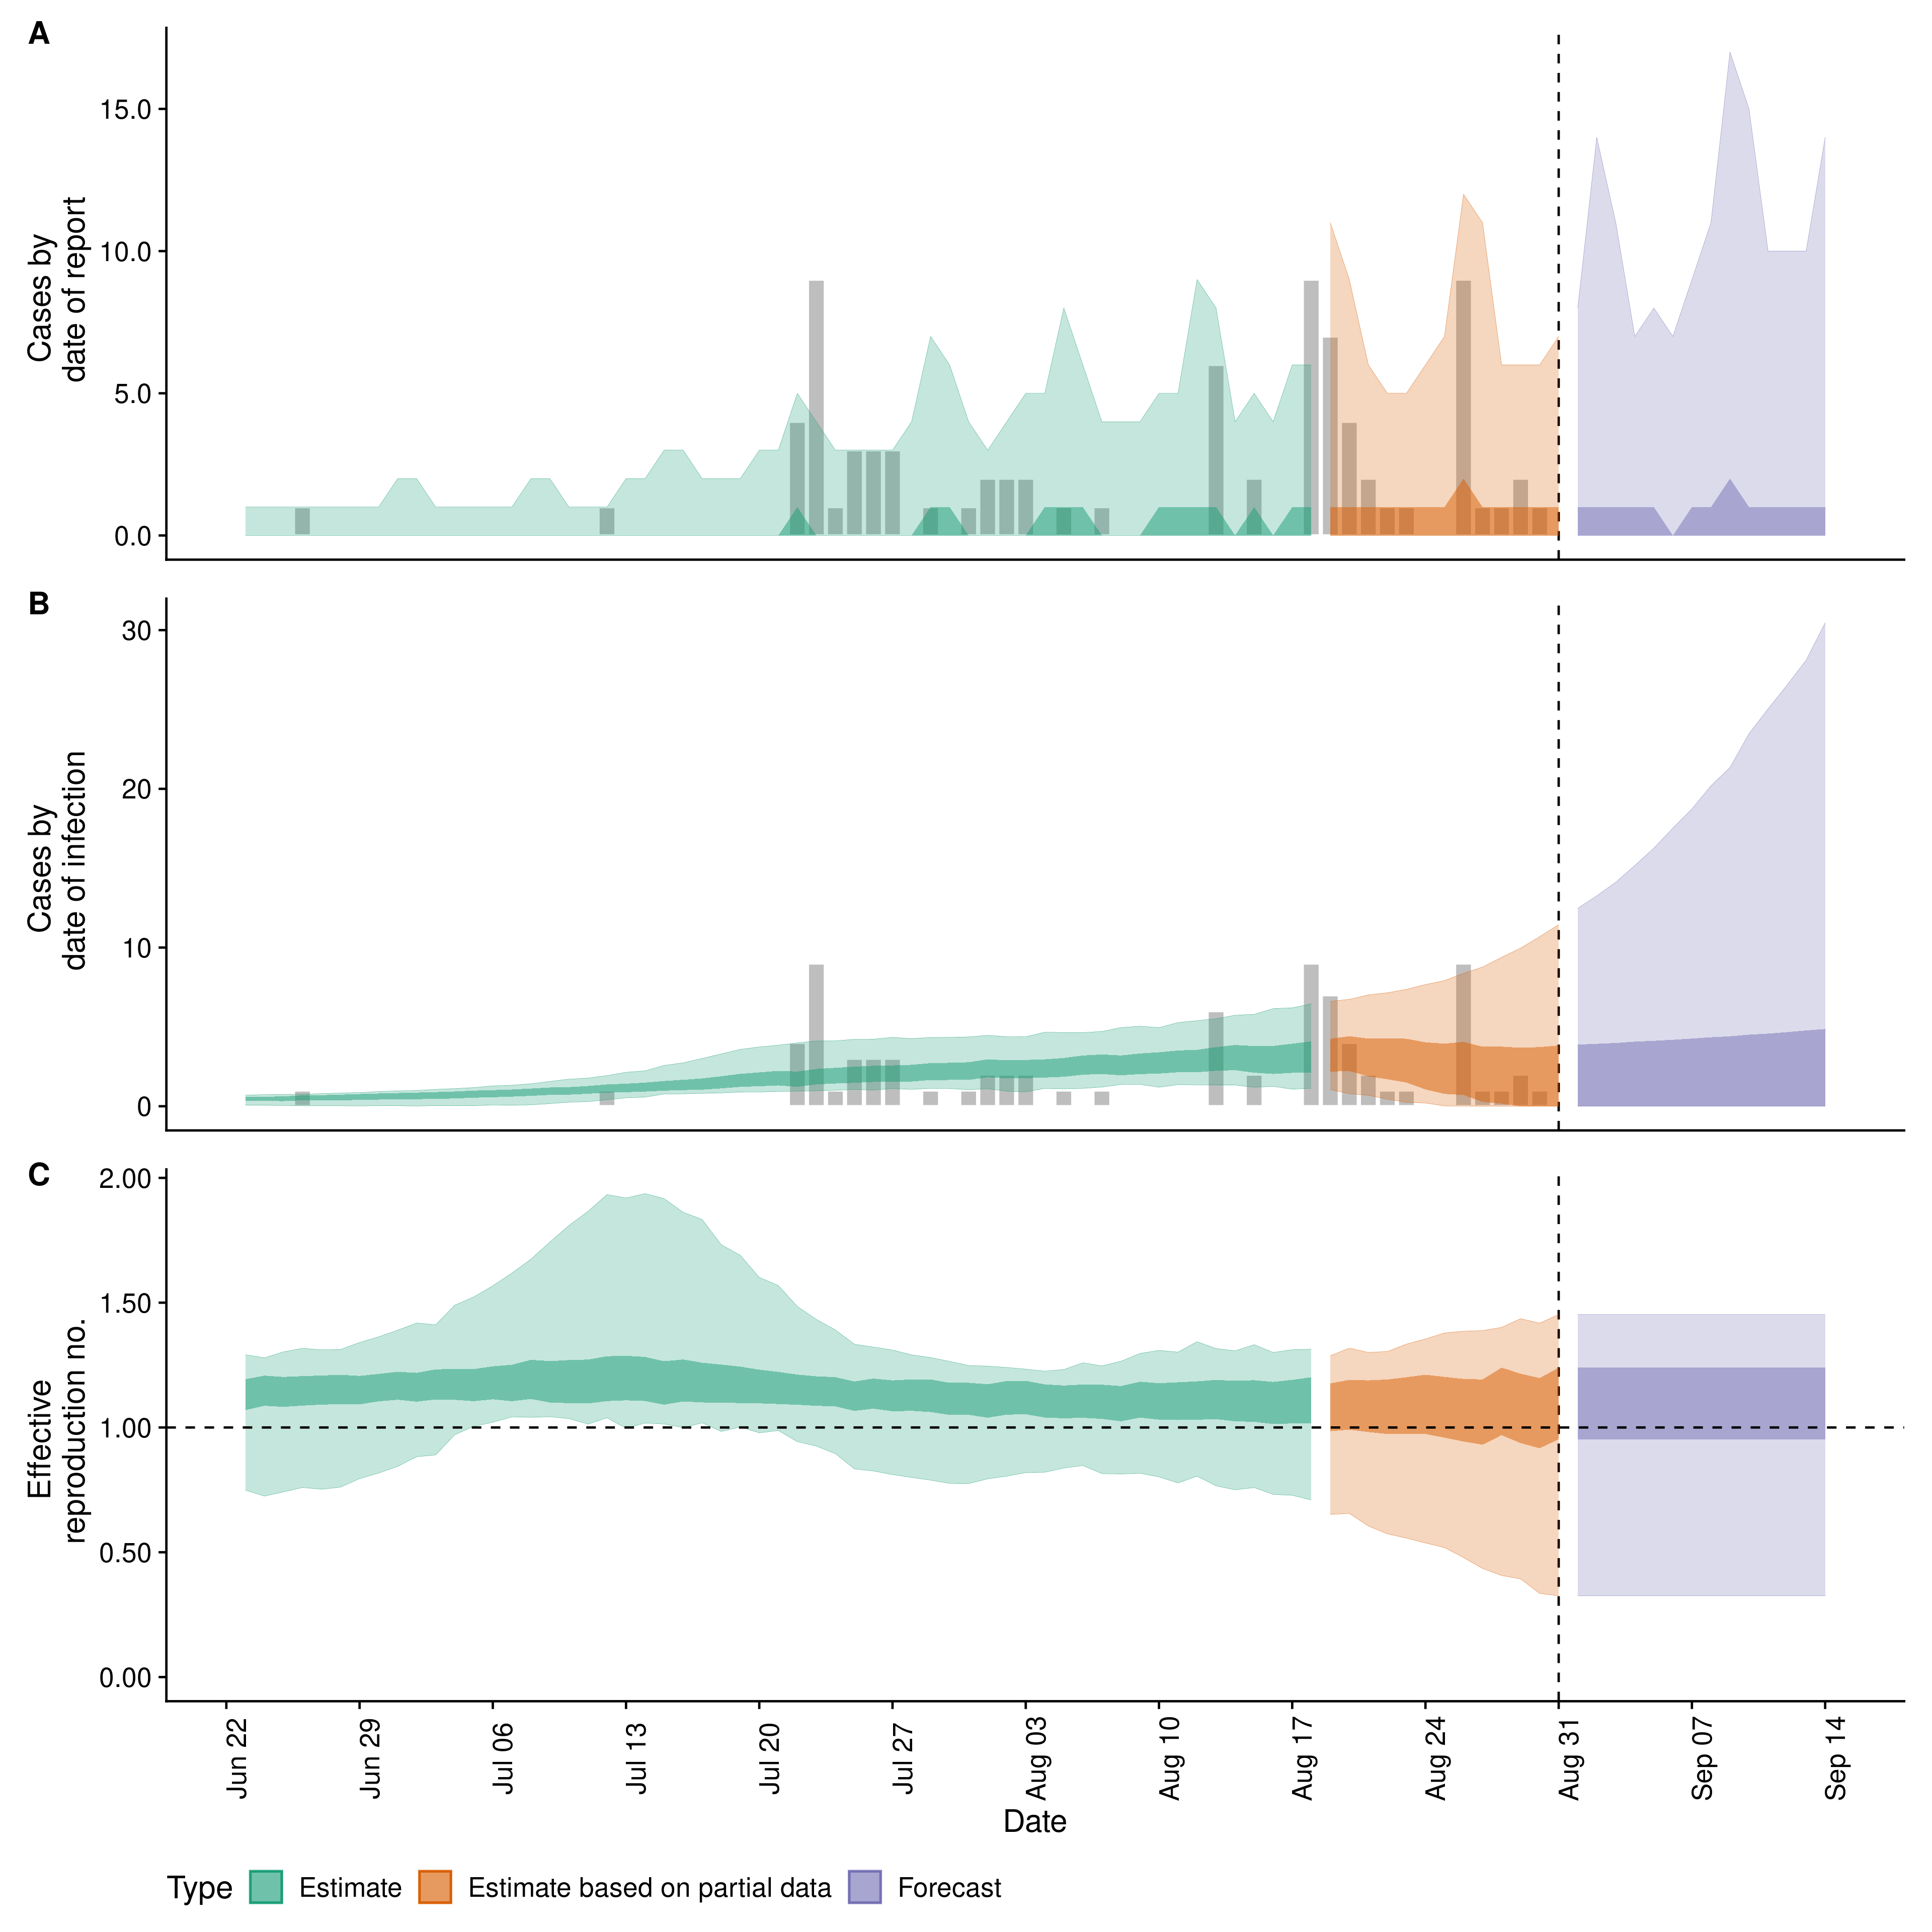 A
Cases by
date of report
15.0
10.0
5.0
0.0
B
Cases by
date of infection
30
20
10
0
C
Effective
reproduction no.
2.00
1.50
1.00
0.50
0.00
Jun 22
Jun 29
Jul 06
Jul 13
Jul 20
Jul 27
Aug 03
Aug 10
Aug 17
Aug 24
Aug 31
Sep 07
Sep 14
Date
Type Estimate Estimate based on partial data Forecast